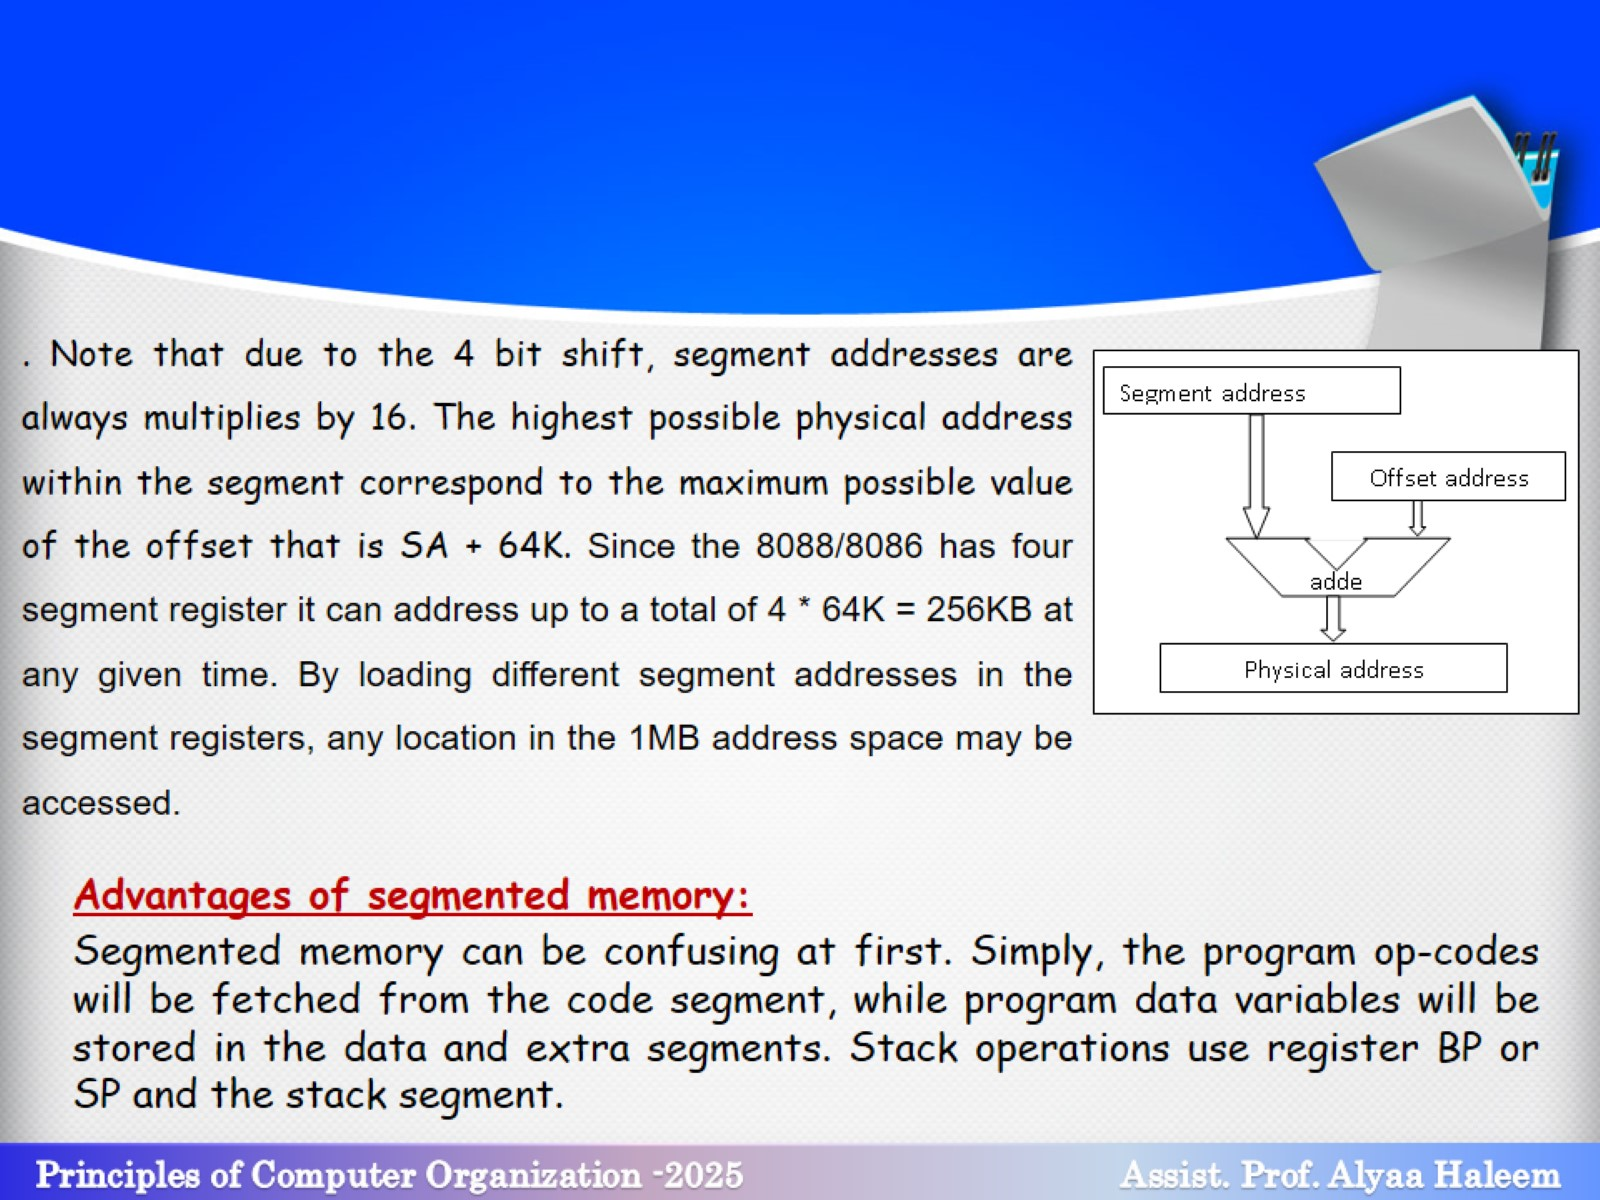 . Note that due to the 4 bit shift, segment addresses are
always multiplies by 16. The highest possible physical address
within the segment correspond to the maximum possible value
of the offset that is SA + 64K. Since the 8088/8086 has four
segment register it can address up to a total of 4 * 64K = 256KB at
any given time. By loading different segment addresses in the
segment registers, any location in the 1MB address space may be
accessed.
Segment address
Offset address
adde
Physical address
Advantages of segmented memory:
Segmented memory can be confusing at first. Simply, the program op-codes
will be fetched from the code segment, while program data variables will be
stored in the data and extra segments. Stack operations use register BP or
SP and the stack segment.
Principles of Computer Organization -2025
Assist. Prof. Alyaa Haleem